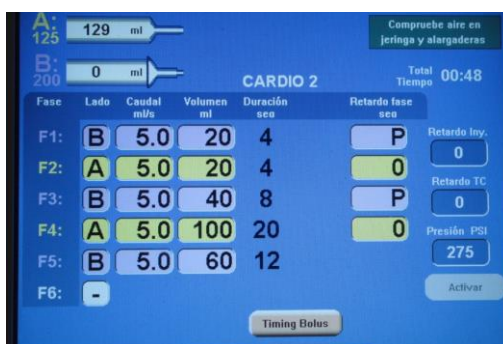 A: 129 ml
125
B: 0 ml
200
Compruebe aire en
jeringa y alargaderas
CARDIO 2
Total
Tiempo 00:48
Fase Lado Caudal ml/s Volumen ml Duración seo Retardo fase seo
F1: B 5.0 20 4 P
F2: A 5.0 20 4 0
F3: B 5.0 40 8 P
F4: A 5.0 100 20 0
F5: B 5.0 60 12
F6: -
Retardo Iny.
0
Retardo TC
0
Presión PSI
275
Activar
Timing Bolus